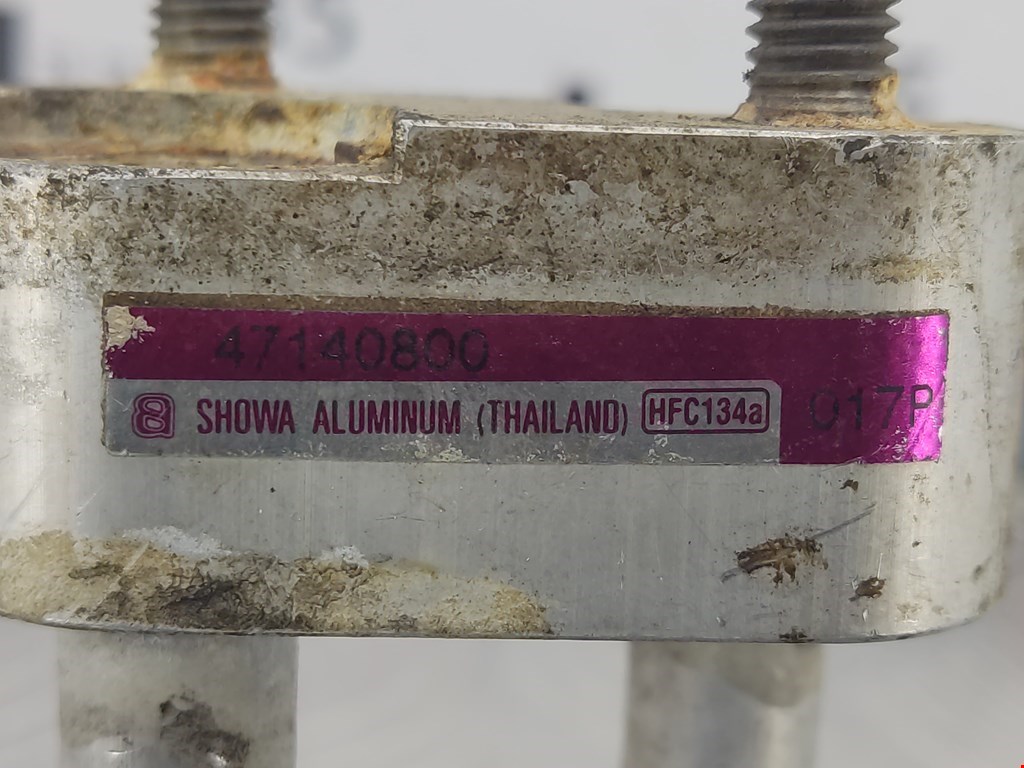 47140800
SHOWA ALUMINUM (THAILAND) HFC134a 017P